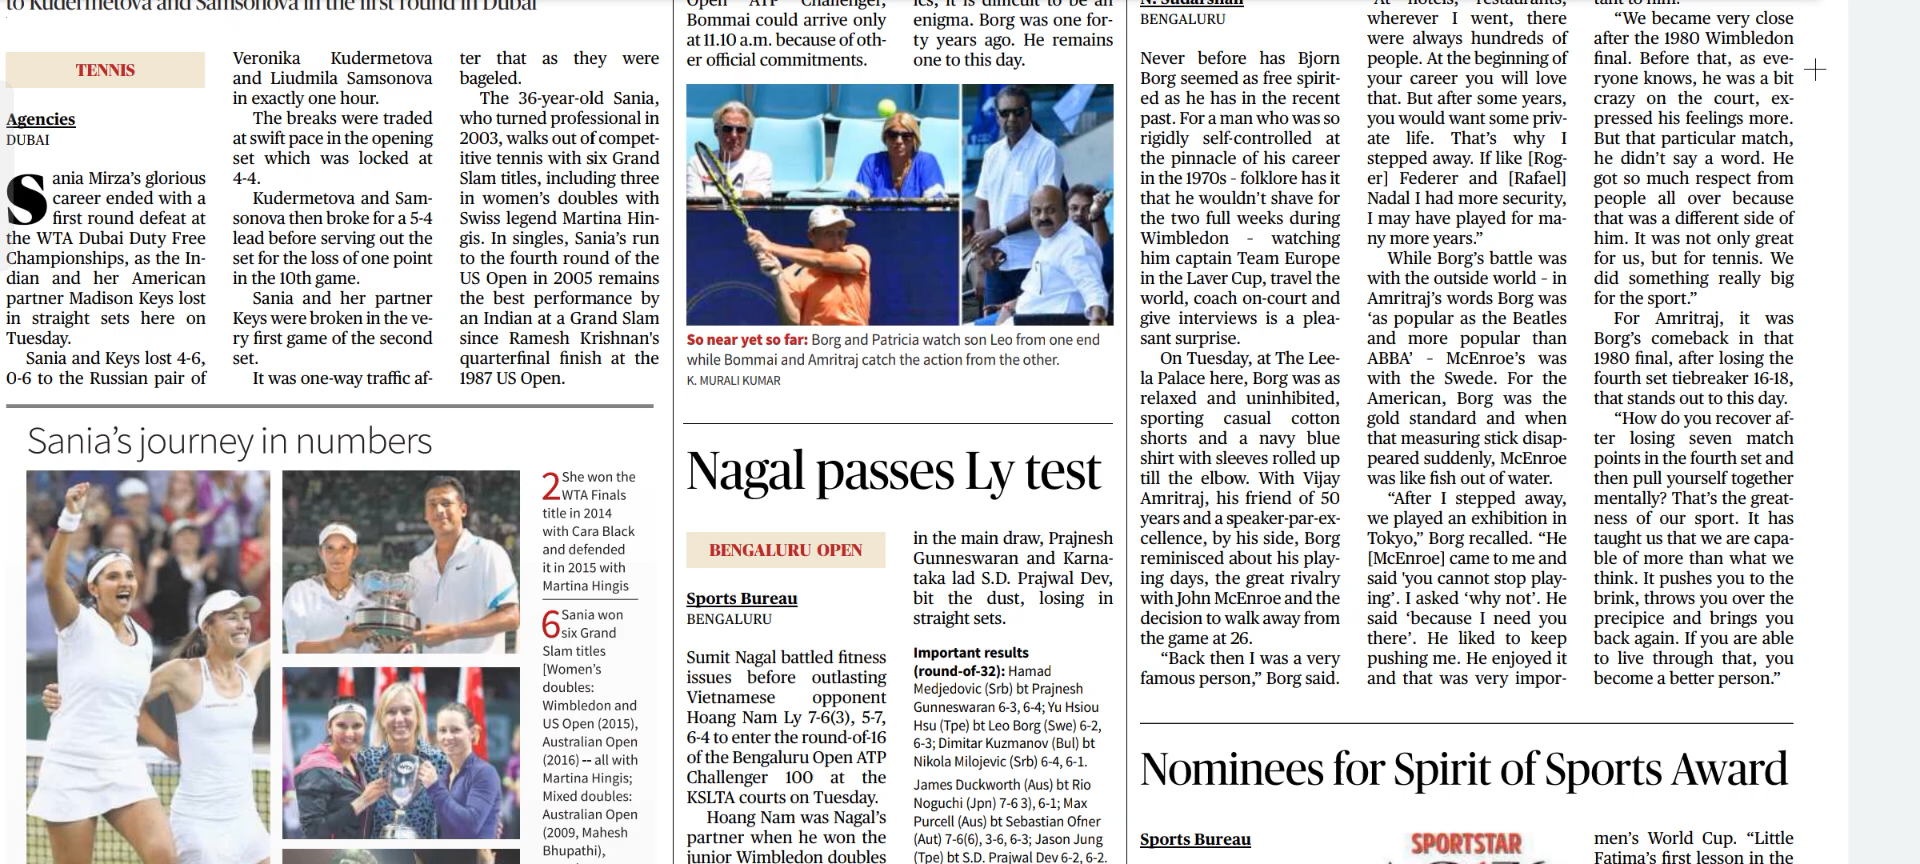 to Kudermetova and Samsonova in the first round in Dubai
TENNIS
Agencies
DUBAI
Sania Mirza’s glorious
career ended with a
first round defeat at
the WTA Dubai Duty Free
Championships, as the In-
dian and her American
partner Madison Keys lost
in straight sets here on
Tuesday.
Sania and Keys lost 4-6,
0-6 to the Russian pair of
Veronika Kudermetova
and Liudmila Samsonova
in exactly one hour.
The breaks were traded
at swift pace in the opening
set which was locked at
4-4.
Kudermetova and Sam-
sonova then broke for a 5-4
lead before serving out the
set for the loss of one point
in the 10th game.
Sania and her partner
Keys were broken in the ve-
ry first game of the second
set.
It was one-way traffic af-
ter that as they were
bageled.
The 36-year-old Sania,
who turned professional in
2003, walks out of compet-
itive tennis with six Grand
Slam titles, including three
in women’s doubles with
Swiss legend Martina Hin-
gis. In singles, Sania’s run
to the fourth round of the
US Open in 2005 remains
the best performance by
an Indian at a Grand Slam
since Ramesh Krishnan's
quarterfinal finish at the
1987 US Open.
Sania’s journey in numbers
2 She won the
WTA Finals
title in 2014
with Cara Black
and defended
it in 2015 with
Martina Hingis
6 Sania won
six Grand
Slam titles
[Women’s
doubles:
Wimbledon and
US Open (2015),
Australian Open
(2016) -- all with
Martina Hingis;
Mixed doubles:
Australian Open
(2009, Mahesh
Bhupathi),
Open ATP Challenger,
Bommai could arrive only
at 11.10 a.m. because of oth-
er official commitments.
ics, it is difficult to be an
enigma. Borg was one for-
ty years ago. He remains
one to this day.
So near yet so far: Borg and Patricia watch son Leo from one end
while Bommai and Amritraj catch the action from the other.
K. MURALI KUMAR
Nagal passes Ly test
BENGALURU OPEN
Sports Bureau
BENGALURU
Sumit Nagal battled fitness
issues before outlasting
Vietnamese opponent
Hoang Nam Ly 7-6(3), 5-7,
6-4 to enter the round-of-16
of the Bengaluru Open ATP
Challenger 100 at the
KSLTA courts on Tuesday.
Hoang Nam was Nagal’s
partner when he won the
junior Wimbledon doubles
in the main draw, Prajnesh
Gunneswaran and Karna-
taka lad S.D. Prajwal Dev,
bit the dust, losing in
straight sets.
Important results
(round-of-32): Hamad
Medjedovic (Srb) bt Prajnesh
Gunneswaran 6-3, 6-4; Yu Hsiou
Hsu (Tpe) bt Leo Borg (Swe) 6-2,
6-3; Dimitar Kuzmanov (Bul) bt
Nikola Milojevic (Srb) 6-4, 6-1.
James Duckworth (Aus) bt Rio
Noguchi (Jpn) 7-6 3), 6-1; Max
Purcell (Aus) bt Sebastian Ofner
(Aut) 7-6(6), 3-6, 6-3; Jason Jung
(Tpe) bt S.D. Prajwal Dev 6-2, 6-2.
N. Sudarshan
BENGALURU
Never before has Bjorn
Borg seemed as free spirit-
ed as he has in the recent
past. For a man who was so
rigidly self-controlled at
the pinnacle of his career
in the 1970s - folklore has it
that he wouldn’t shave for
the two full weeks during
Wimbledon - watching
him captain Team Europe
in the Laver Cup, travel the
world, coach on-court and
give interviews is a plea-
sant surprise.
On Tuesday, at The Lee-
la Palace here, Borg was as
relaxed and uninhibited,
sporting casual cotton
shorts and a navy blue
shirt with sleeves rolled up
till the elbow. With Vijay
Amritraj, his friend of 50
years and a speaker-par-ex-
cellence, by his side, Borg
reminisced about his play-
ing days, the great rivalry
with John McEnroe and the
decision to walk away from
the game at 26.
“Back then I was a very
famous person,” Borg said.
“At hotels, restaurants,
wherever I went, there
were always hundreds of
people. At the beginning of
your career you will love
that. But after some years,
you would want some priv-
ate life. That’s why I
stepped away. If like [Rog-
er] Federer and [Rafael]
Nadal I had more security,
I may have played for ma-
ny more years.”
While Borg’s battle was
with the outside world - in
Amritraj’s words Borg was
‘as popular as the Beatles
and more popular than
ABBA’ - McEnroe’s was
with the Swede. For the
American, Borg was the
gold standard and when
that measuring stick disap-
peared suddenly, McEnroe
was like fish out of water.
“After I stepped away,
we played an exhibition in
Tokyo,” Borg recalled. “He
[McEnroe] came to me and
said 'you cannot stop play-
ing’. I asked ‘why not’. He
said ‘because I need you
there’. He liked to keep
pushing me. He enjoyed it
and that was very impor-
tant to him.
“We became very close
after the 1980 Wimbledon
final. Before that, as eve-
ryone knows, he was a bit
crazy on the court, ex-
pressed his feelings more.
But that particular match,
he didn’t say a word. He
got so much respect from
people all over because
that was a different side of
him. It was not only great
for us, but for tennis. We
did something really big
for the sport.”
For Amritraj, it was
Borg’s comeback in that
1980 final, after losing the
fourth set tiebreaker 16-18,
that stands out to this day.
“How do you recover af-
ter losing seven match
points in the fourth set and
then pull yourself together
mentally? That’s the great-
ness of our sport. It has
taught us that we are capa-
ble of more than what we
think. It pushes you to the
brink, throws you over the
precipice and brings you
back again. If you are able
to live through that, you
become a better person.”
Nominees for Spirit of Sports Award
Sports Bureau
SPORTSTAR
men’s World Cup. “Little
Fatima’s first lesson in the